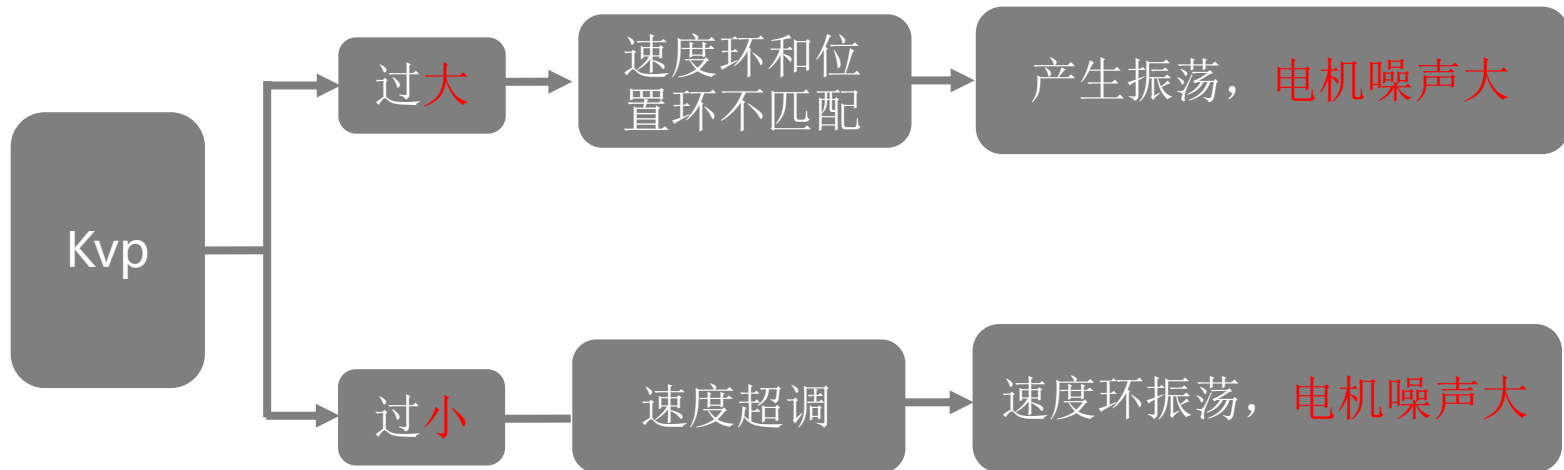 Kvp
过大
速度环和位
置环不匹配
产生振荡，电机噪声大
过小
速度超调
速度环振荡，电机噪声大